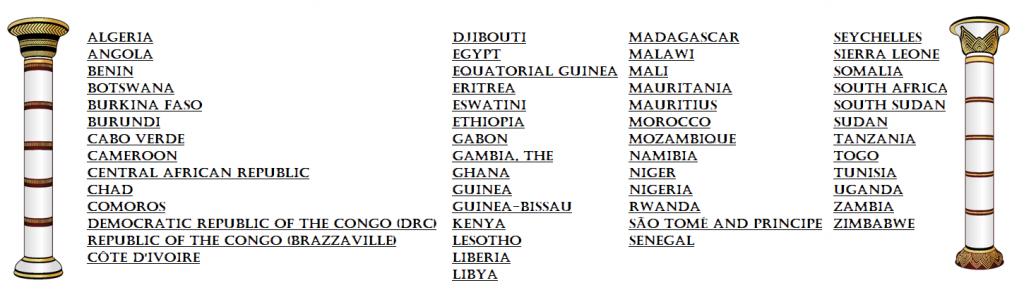 ALGERIA
ANGOLA
BENIN
BOTSWANA
BURKINA FASO
BURUNDI
CABO VERDE
CAMEROON
CENTRAL AFRICAN REPUBLIC
CHAD
COMOROS
DEMOCRATIC REPUBLIC OF THE CONGO (DRC)
REPUBLIC OF THE CONGO (BRAZZAVILLE)
CÔTE D'IVOIRE
DJIBOUTI
EGYPT
EQUATORIAL GUINEA
ERITREA
ESWATINI
ETHIOPIA
GABON
GAMBIA, THE
GHANA
GUINEA
GUINEA-BISSAU
KENYA
LESOTHO
LIBERIA
LIBYA
MADAGASCAR
MALAWI
MALI
MAURITANIA
MAURITIUS
MOROCCO
MOZAMBIQUE
NAMIBIA
NIGER
NIGERIA
RWANDA
SÃO TOMÉ AND PRINCIPE
SENEGAL
SEYCHELLES
SIERRA LEONE
SOMALIA
SOUTH AFRICA
SOUTH SUDAN
SUDAN
TANZANIA
TOGO
TUNISIA
UGANDA
ZAMBIA
ZIMBABWE